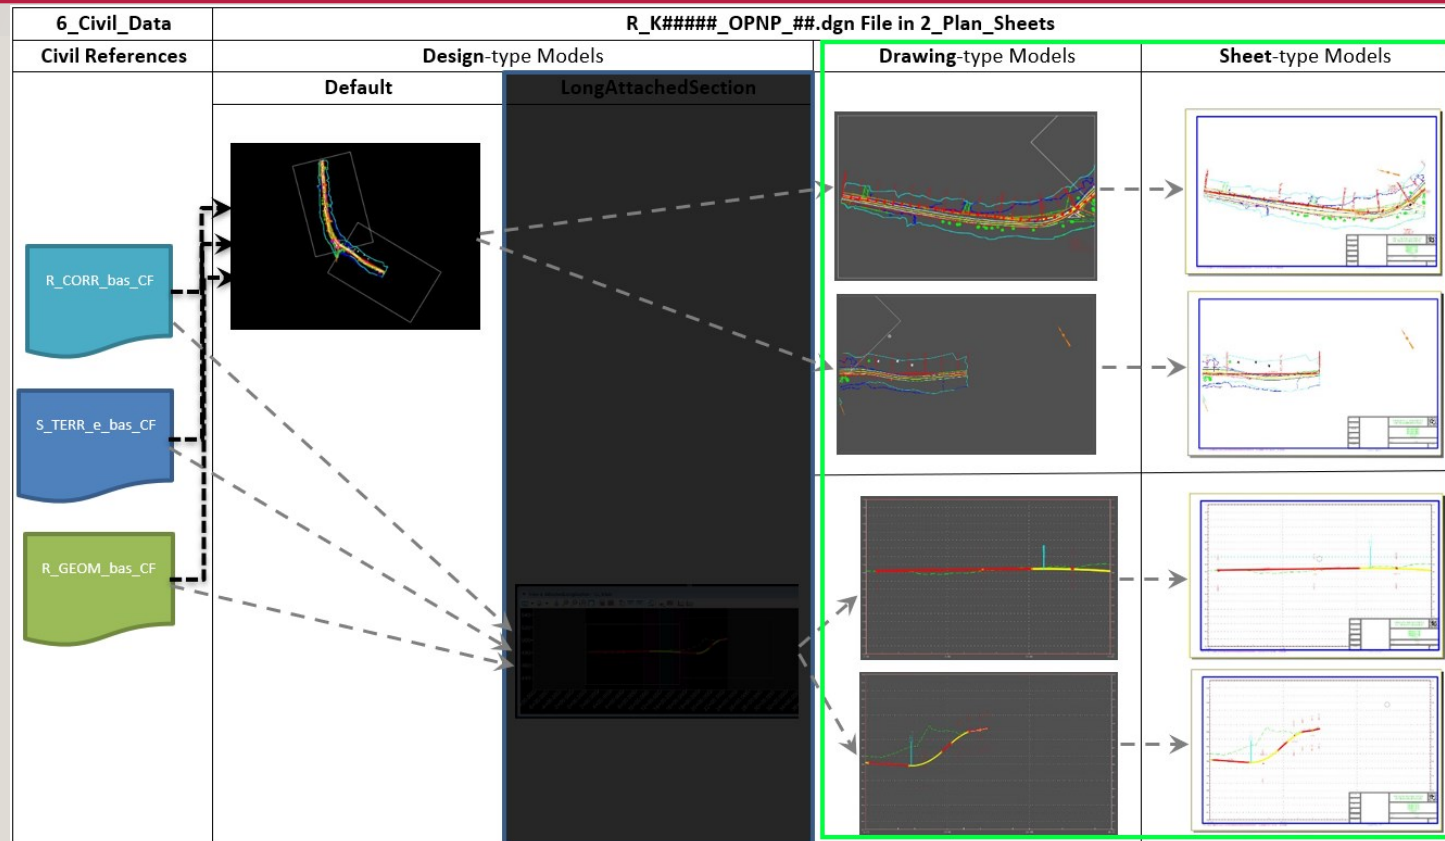 6_Civil_Data
R_K#####_OPNP_##.dgn File in 2_Plan_Sheets
Civil References
Design-type Models
Drawing-type Models
Sheet-type Models
Default
LongAttachedSection
R_CORR_bas_CF
S_TERR_e_bas_CF
R_GEOM_bas_CF